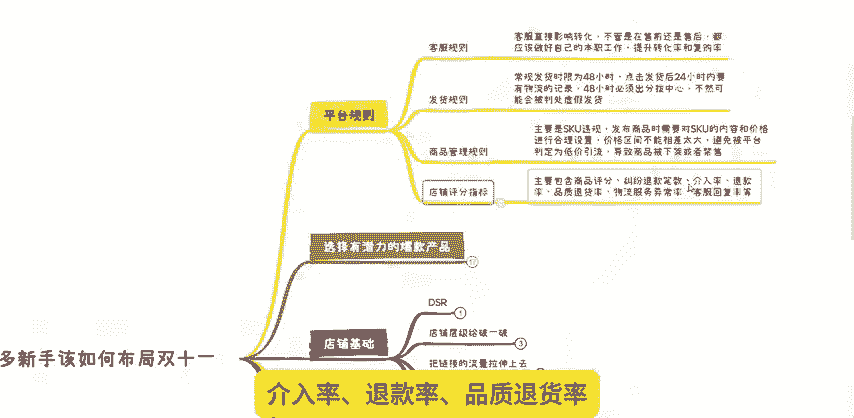 客服规则
客服直接影响转化,不管是在售前还是售后,都
应该做好自己的本职工作,提升转化率和复购率
发货规则
常规发货时限为48小时,点击发货后24小时内要
有物流的记录,48小时必须出分拨中心,不然可
能会被判处虚假发货
平台规则
商品管理规则
主要是SKU违规,发布商品时需要对SKU的内容和价格
进行合理设置,价格区间不能相差太大,避免被平台
判定为低价引流,导致商品被下架或者禁售
店铺评分指标
主要包含商品评分、纠纷退款笔数、介入率、退款
率、品质退货率、物流服务异常率、客服回复率等
选择有潜力的爆款产品
DSR
1
店铺基础
店铺层级给破一破
3
多新手该如何布局双十一
把链接的流量拉伸上去
介入率、退款率、品质退货率